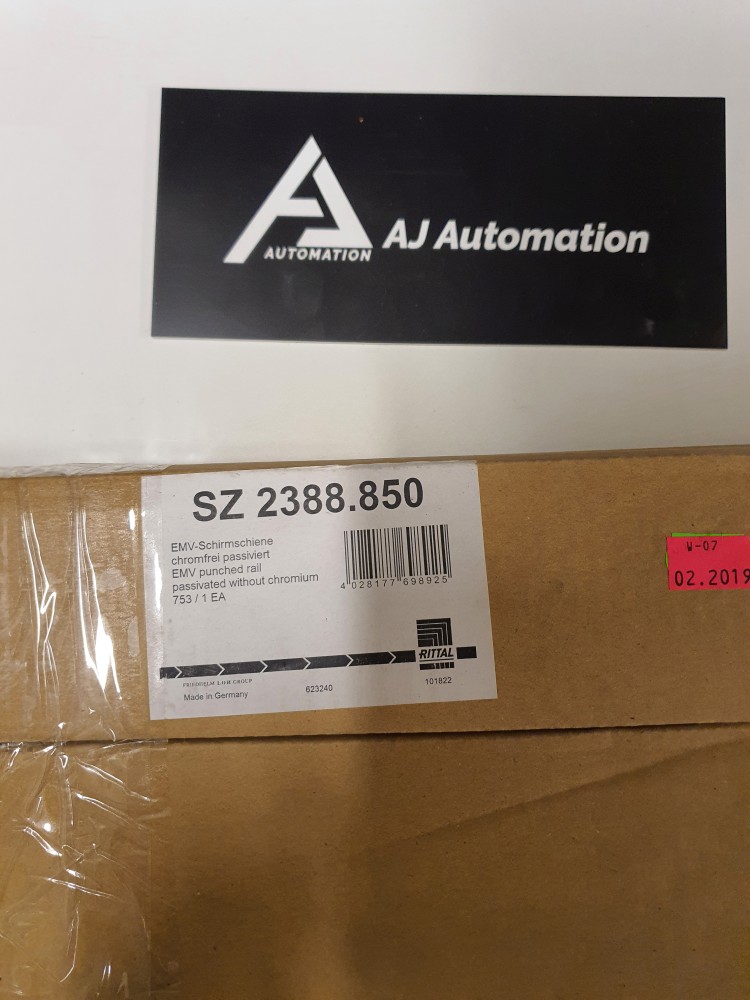 AUTOMATION
AJ Automation
SZ 2388.850
EMV-Schirmschiene
chromfrei passiviert
EMV punched rail
passivated without chromium
753 / 1 EA
4 028177 698925
RITTAL
FRIEDHELM LOH GROUP
Made in Germany
623240
101822
W-07
02.2019